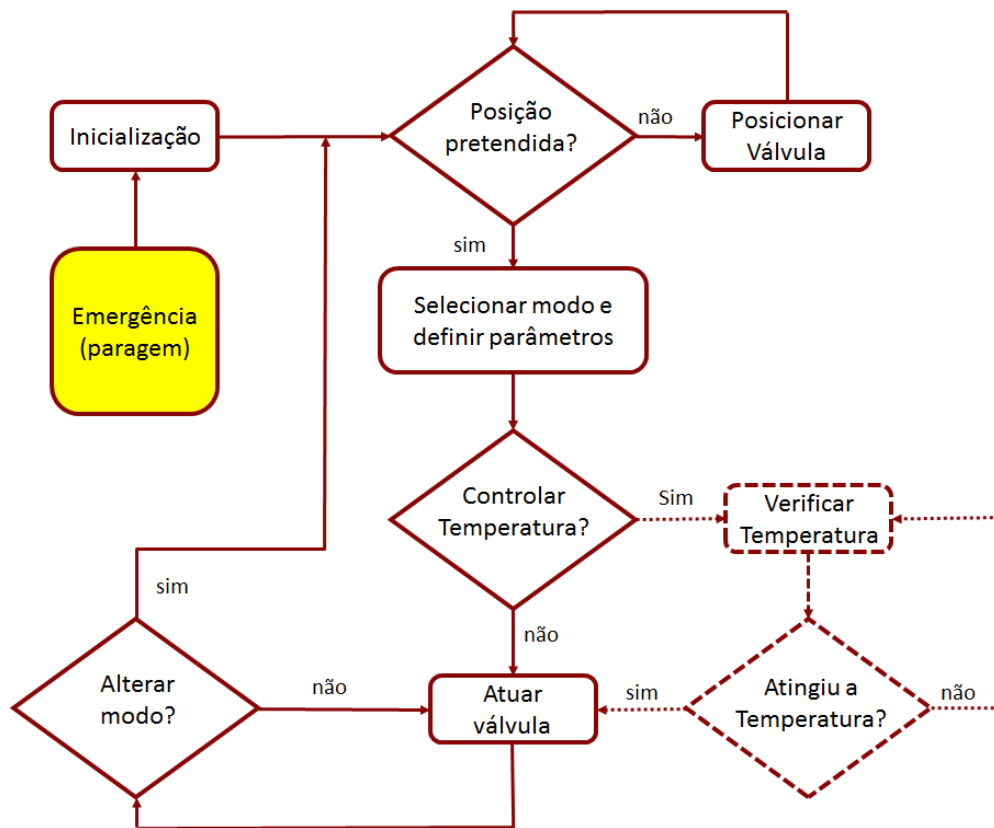 Inicialização
Posição
pretendida?
não
Posicionar
Válvula
sim
Emergência
(paragem)
Selecionar modo e
definir parâmetros
Controlar
Temperatura?
Sim
Verificar
Temperatura
sim
não
Alterar
modo?
não
Atuar
válvula
sim
Atingiu a
Temperatura?
não